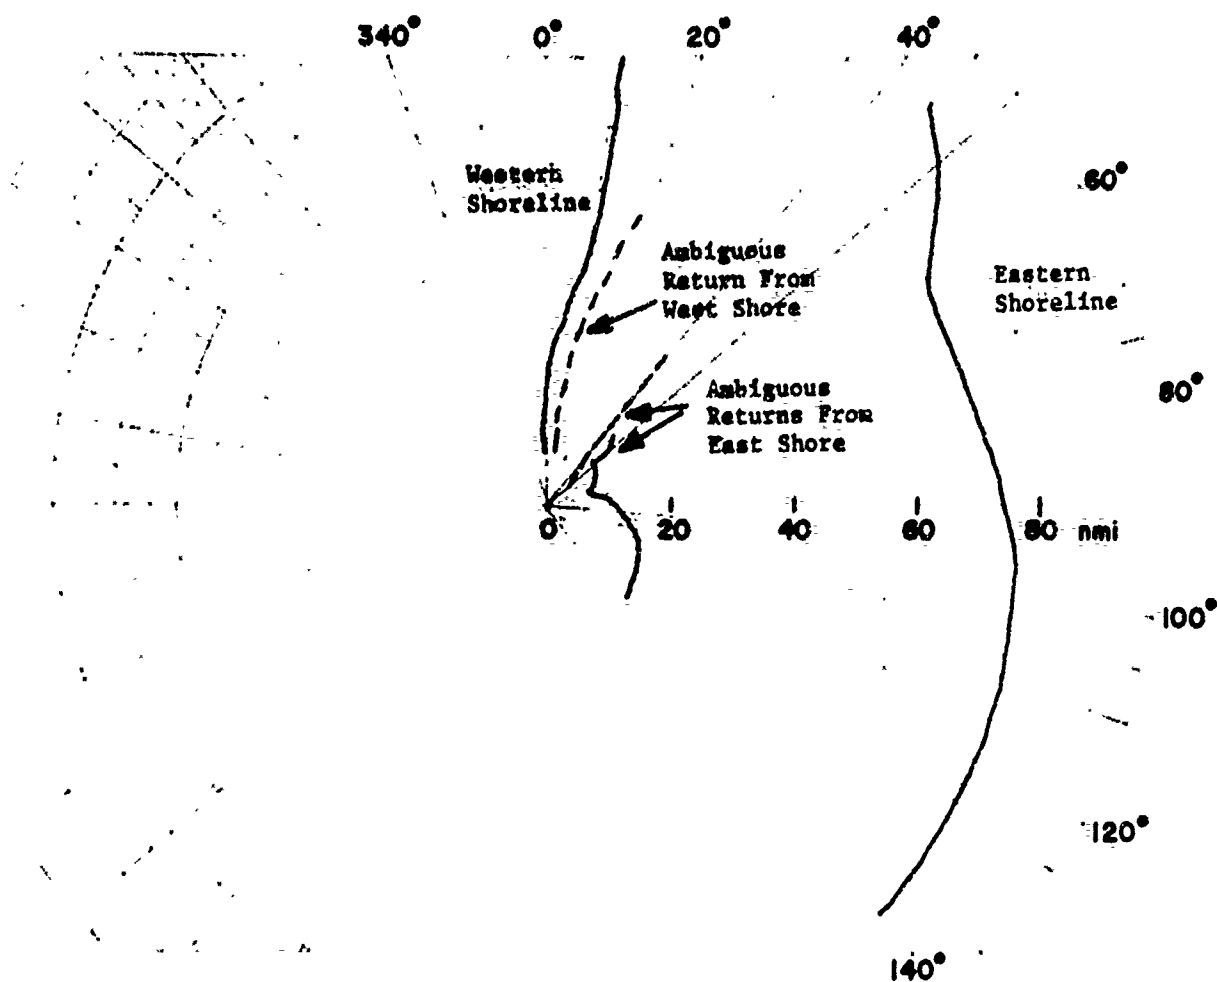 340° 0° 20° 40°
60°
Western
Shoreline
Ambiguous
Return From
West Shore
Eastern
Shoreline
80°
Ambiguous
Returns From
East Shore
0 20 40 60 80 nmi
100°
120°
140°